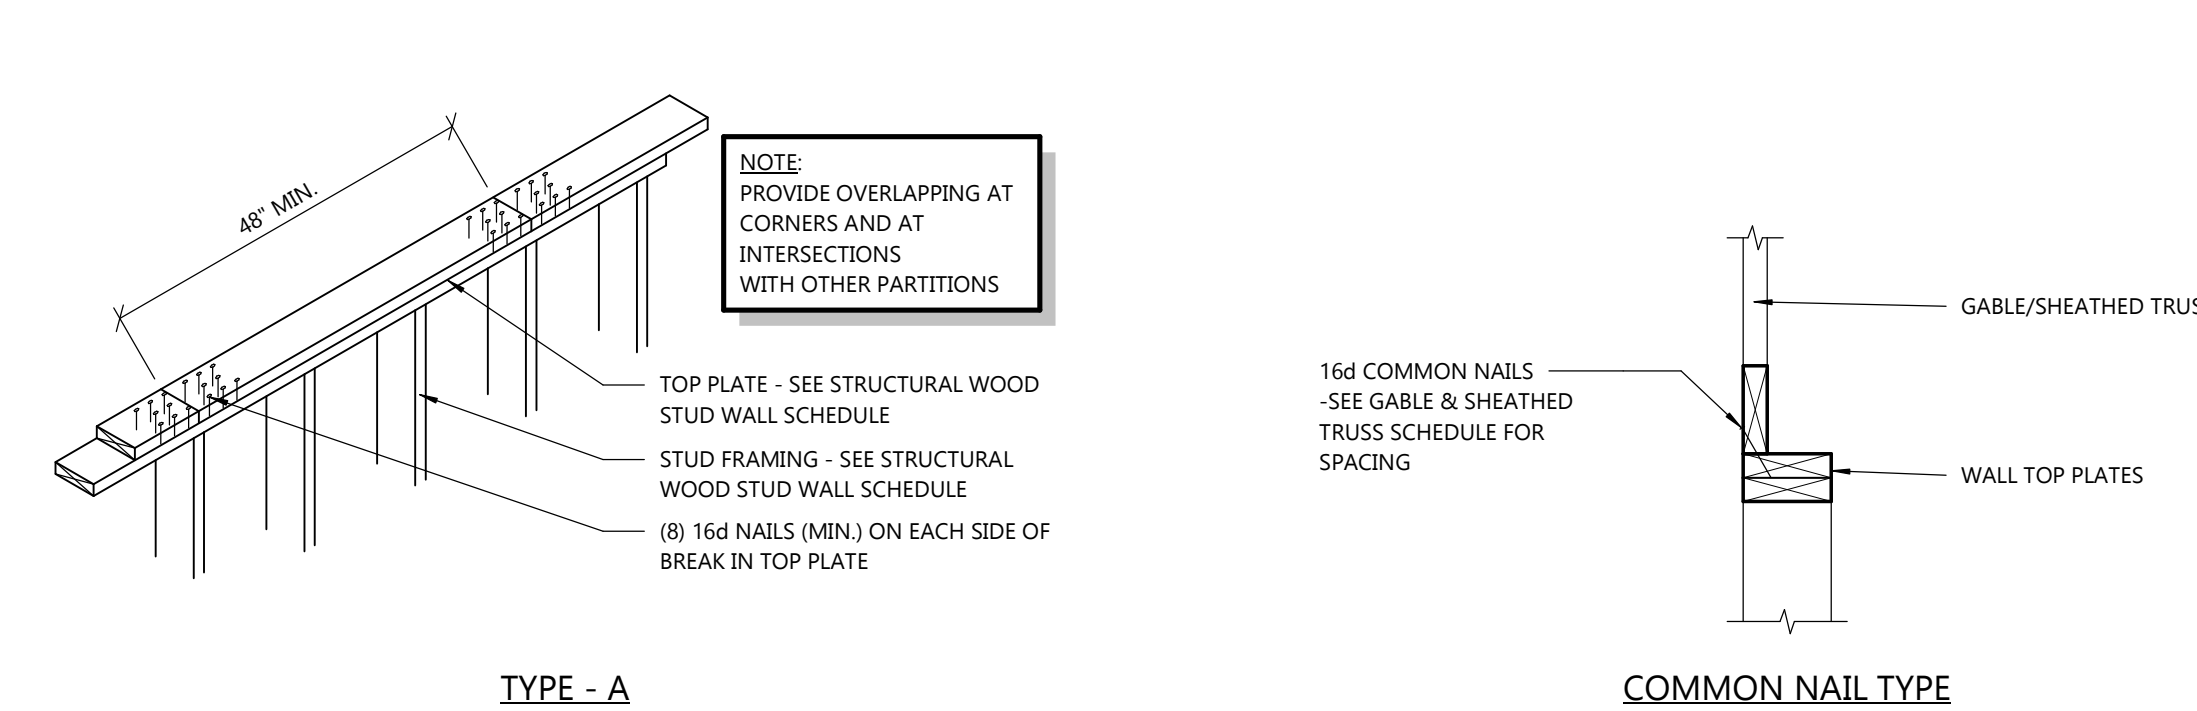 48" MIN.
NOTE:
PROVIDE OVERLAPPING AT
CORNERS AND AT
INTERSECTIONS
WITH OTHER PARTITIONS
TOP PLATE - SEE STRUCTURAL WOOD
STUD WALL SCHEDULE
STUD FRAMING - SEE STRUCTURAL
WOOD STUD WALL SCHEDULE
(8) 16d NAILS (MIN.) ON EACH SIDE OF
BREAK IN TOP PLATE
TYPE - A
GABLE/SHEATHED
16d COMMON NAILS
-SEE GABLE & SHEATHED
TRUSS SCHEDULE FOR
SPACING
WALL TOP PLATES
COMMON NAIL TYPE